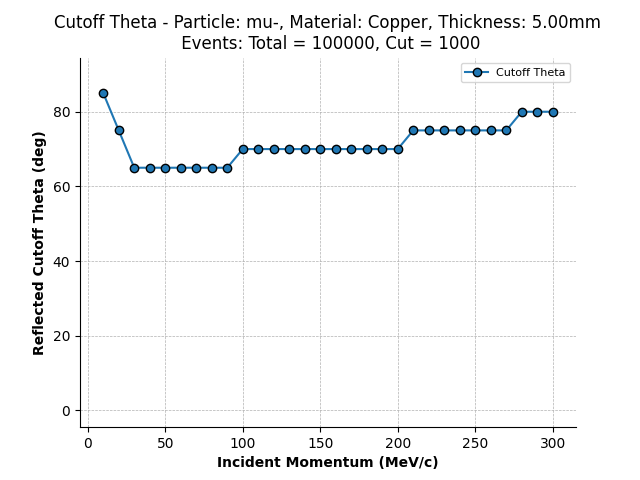 Cutoff Theta - Particle: mu-, Material: Copper, Thickness: 5.00mm
Events: Total = 100000, Cut = 1000
Cutoff Theta
Reflected Cutoff Theta (deg)
80
60
40
20
0
0 50 100 150 200 250 300
Incident Momentum (MeV/c)